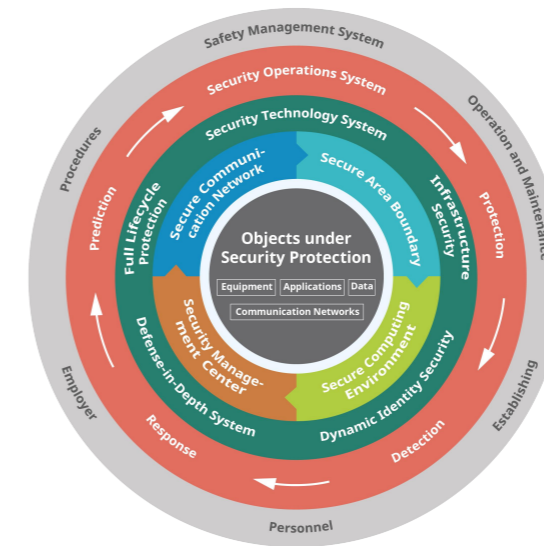 Safety Management System
Operation and Maintenance
Establishing
Personnel
Employer
Procedures
Security Operations System
Protection
Detection
Response
Prediction
Security Technology System
Infrastructure
Security
Dynamic Identity Security
Defense-in-Depth System
Full Lifecycle
Protection
Secure Communi-
cation Network
Secure Area Boundary
Secure Computing
Environment
Security Manage-
ment Center
Objects under
Security Protection
Equipment Applications Data
Communication Networks